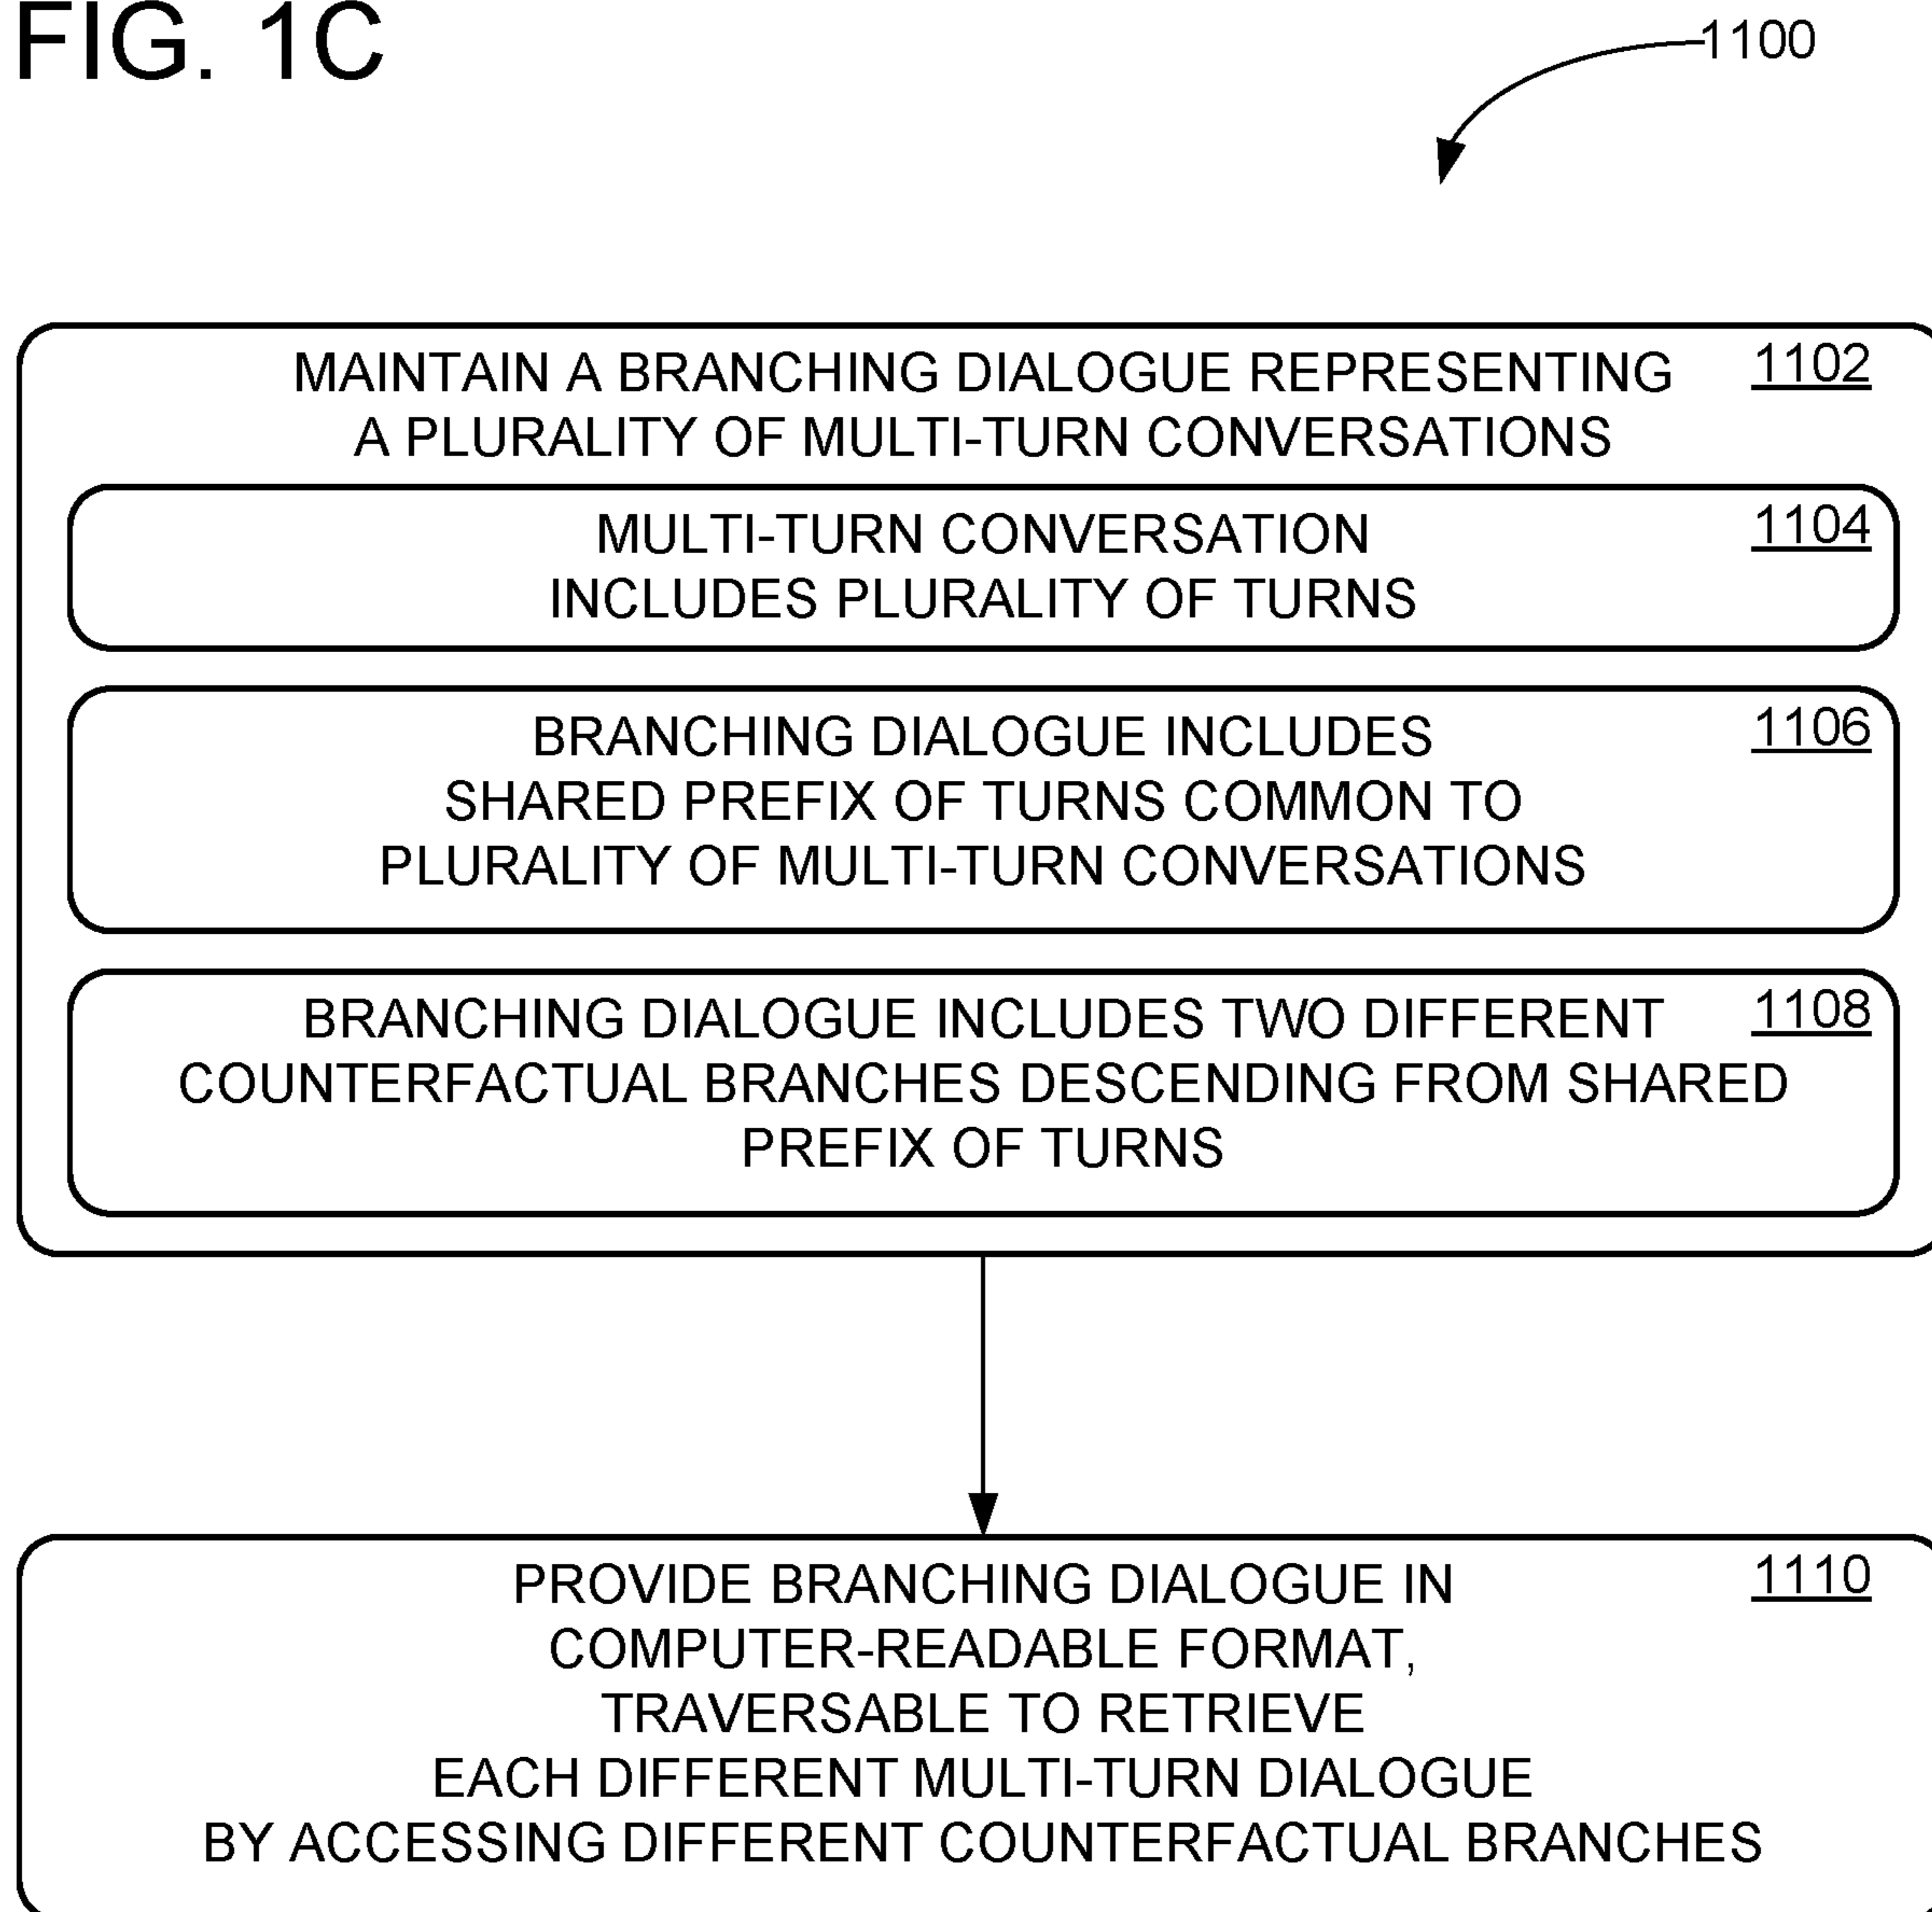 FIG. 1C
1100
MAINTAIN A BRANCHING DIALOGUE REPRESENTING 1102
A PLURALITY OF MULTI-TURN CONVERSATIONS
MULTI-TURN CONVERSATION 1104
INCLUDES PLURALITY OF TURNS
BRANCHING DIALOGUE INCLUDES 1106
SHARED PREFIX OF TURNS COMMON TO
PLURALITY OF MULTI-TURN CONVERSATIONS
BRANCHING DIALOGUE INCLUDES TWO DIFFERENT 1108
COUNTERFACTUAL BRANCHES DESCENDING FROM SHARED
PREFIX OF TURNS
PROVIDE BRANCHING DIALOGUE IN 1110
COMPUTER-READABLE FORMAT,
TRAVERSABLE TO RETRIEVE
EACH DIFFERENT MULTI-TURN DIALOGUE
BY ACCESSING DIFFERENT COUNTERFACTUAL BRANCHES